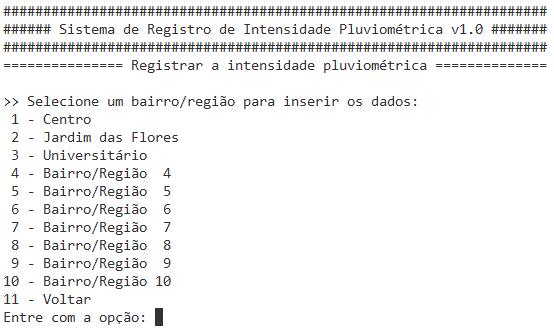 ####################################################################
###### Sistema de Registro de Intensidade Pluviométrica v1.0 #######
####################################################################
=============== Registrar a intensidade pluviométrica ==============
>> Selecione um bairro/região para inserir os dados:
 1 - Centro
 2 - Jardim das Flores
 3 - Universitário
 4 - Bairro/Região  4
 5 - Bairro/Região  5
 6 - Bairro/Região  6
 7 - Bairro/Região  7
 8 - Bairro/Região  8
 9 - Bairro/Região  9
10 - Bairro/Região 10
11 - Voltar
Entre com a opção: